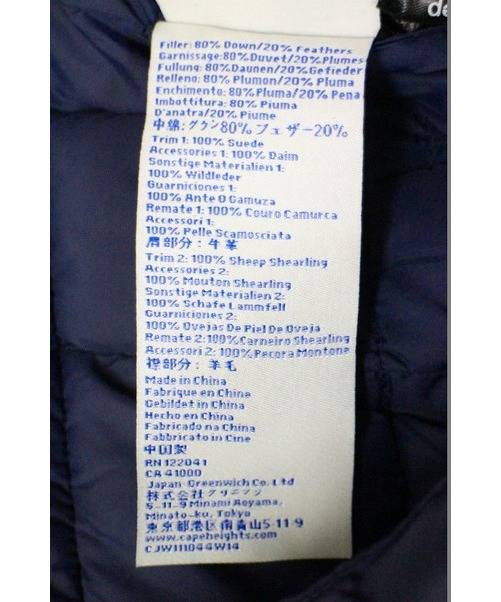 de
Filler: 80% Down/20% Feathers
Garnissage:80%Duvet/20%Plumes
Fullung: 80%Daunen/20%Gefieder
Relleno: 80% Plumon/20% Pluma
Enchimento: 80%Pluma/20% Pena
Imbottitura: 80% Piuma
D'anatra/20% Piume
中綿: ダウン80% フェザー20%
Trim 1: 100% Suede
Accessories 1: 100% Daim
Sonstige Materialien 1:
100% Wildleder
Guarniciones 1:
100% Ante O Gamuza
Remate 1: 100% Couro Camurca
Accessori 1:
100% Pelle Scamosciata
肩部分: 牛革
Trim 2: 100% Sheep Shearling
Accessories 2:
100% Mouton Shearling
Sonstige Materialien 2:
100% Schafe Lammfell
Guarniciones 2:
100% Ovejas De Piel De Oveja
Remate 2: 100%Carneiro Shearling
Accessori 2: 100%Pecora Montone
襟部分: 羊毛
Made in China
Fabrique en China
Gebildet in China
Hecho en China
Fabricado na China
Fabbricato in Cine
中国製
RN 122041
CA 41000
Japan Greenwich Co. Ltd
株式会社グリニッジ
5-11-9 Minami Aoyama,
Minato-ku, Tokyo
東京都港区南青山5-11-9
www.capeheights.com
CJW111044W14